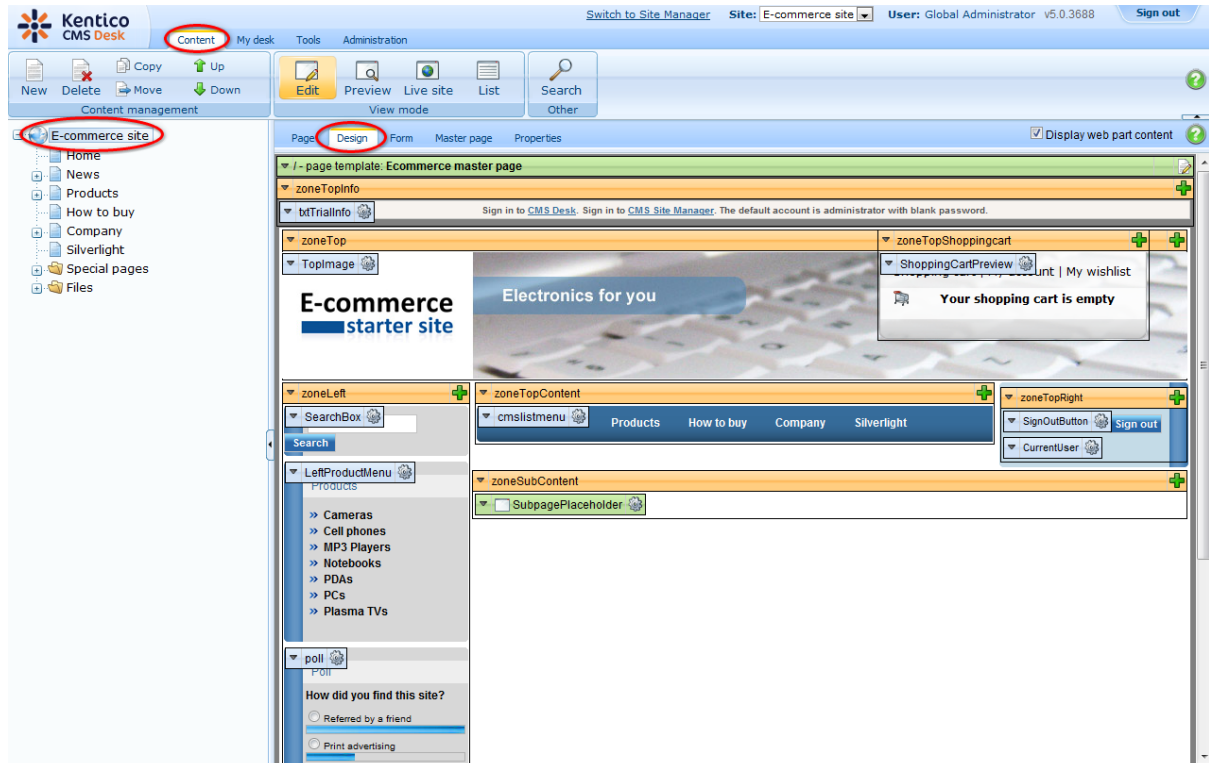 Kentico
CMS Desk
Switch to Site Manager Site: E-commerce site User: Global Administrator v5.0.3688 Sign out
Content My desk Tools Administration
New Delete Copy Move Up Down
Content management
Edit Preview Live site List
View mode
Search
Other
E-commerce site
Home
News
Products
How to buy
Company
Silverlight
Special pages
Files
Page Design Form Master page Properties Display web part content
/ - page template: Ecommerce master page
zoneTopInfo
txtTrialInfo Sign in to CMS Desk. Sign in to CMS Site Manager. The default account is administrator with blank password.
zoneTop zoneTopShoppingcart
TopImage ShoppingCartPreview | My wishlist
E-commerce
starter site
Electronics for you
Your shopping cart is empty
zoneLeft zoneTopContent zoneTopRight
SearchBox cmslistmenu Products How to buy Company Silverlight SignOutButton Sign out
Search
CurrentUser
LeftProductMenu
Products
zoneSubContent
SubpagePlaceholder
» Cameras
» Cell phones
» MP3 Players
» Notebooks
» PDAs
» PCs
» Plasma TVs
poll
Poll
How did you find this site?
Referred by a friend
Print advertising